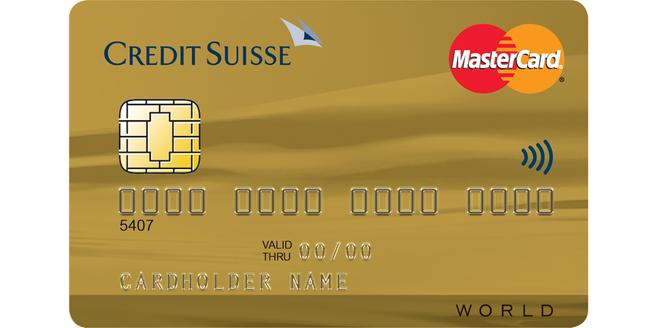 CREDIT SUISSE
MasterCard®
0000 0000 0000 0000
5407
VALID THRU 00/00
CARDHOLDER NAME
WORLD